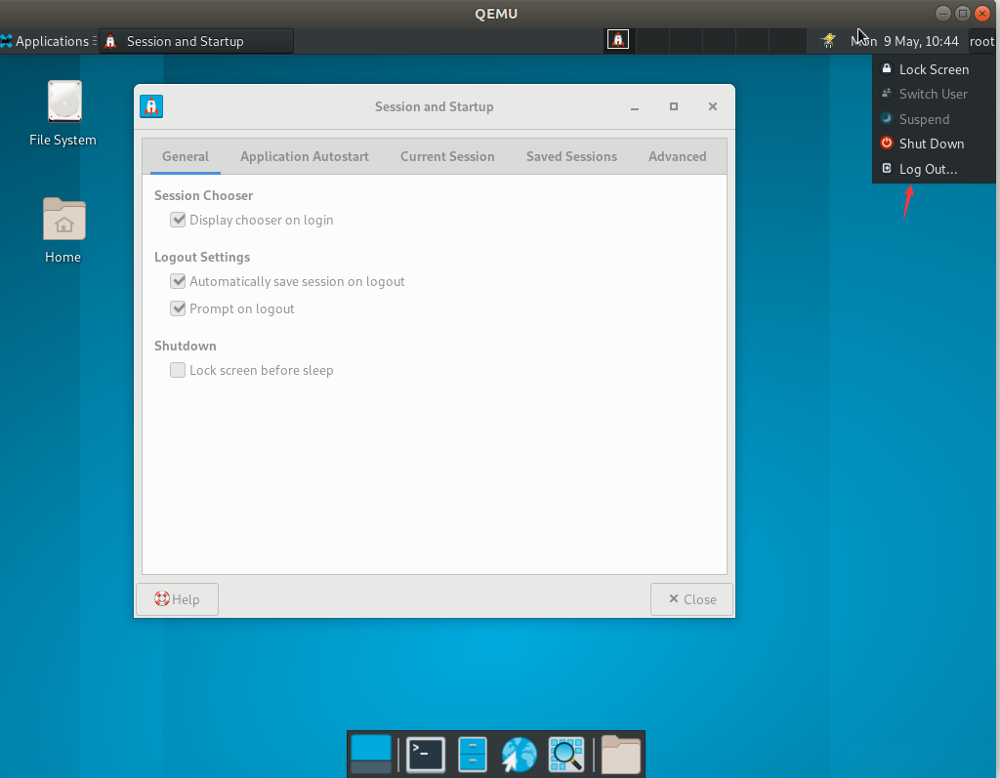 QEMU
Applications Session and Startup Mon 9 May, 10:44 root
Lock Screen
Switch User
Suspend
Shut Down
Log Out...
File System
Home
Session and Startup
General Application Autostart Current Session Saved Sessions Advanced
Session Chooser
Display chooser on login
Logout Settings
Automatically save session on logout
Prompt on logout
Shutdown
Lock screen before sleep
Help Close